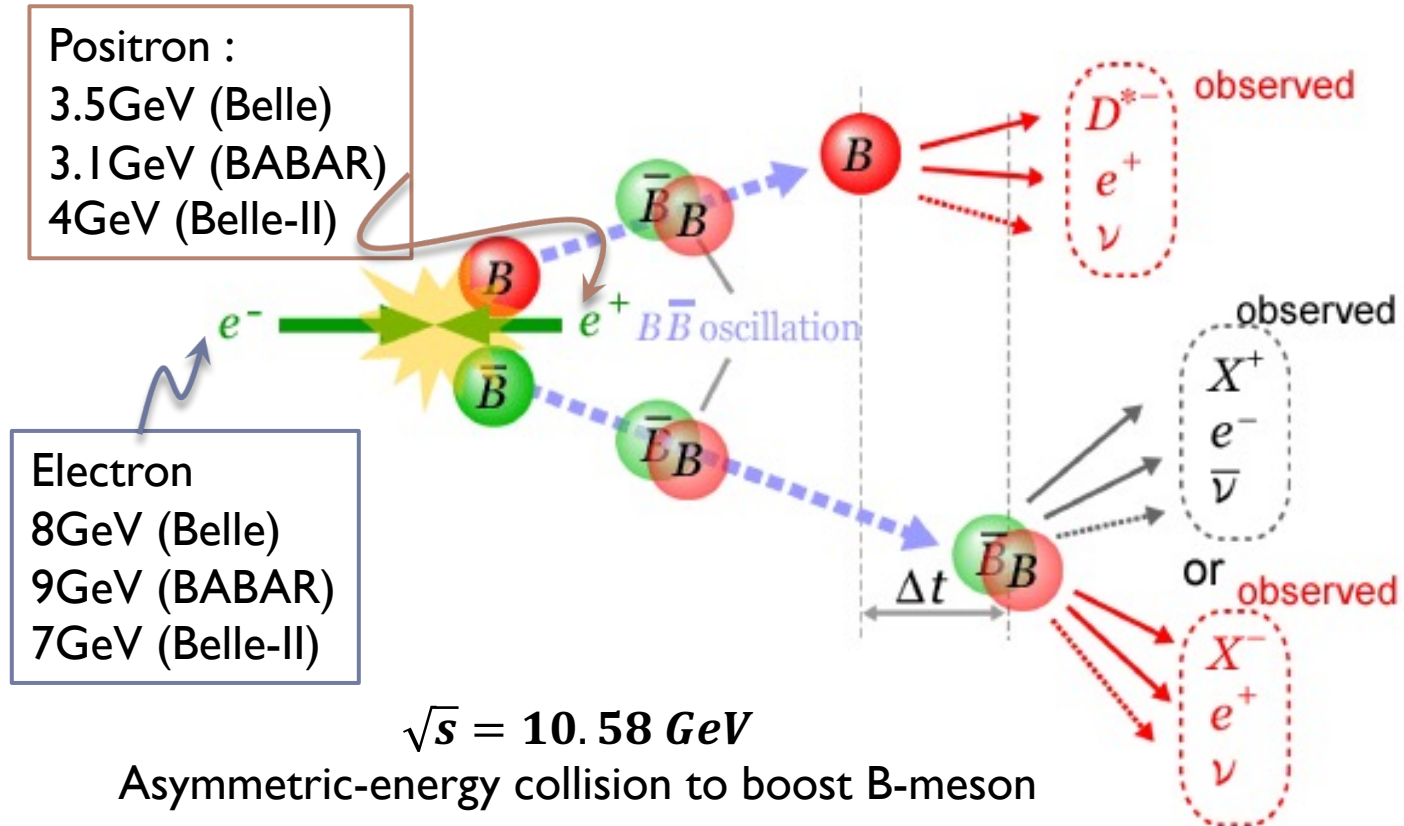 Positron :
3.5GeV (Belle)
3.1GeV (BABAR)
4GeV (Belle-II)
observed
D*−
e+
ν
B
B̅ B
B
e-
e+
B B̅ oscillation
B̅
B̅ B
observed
X+
e−
ν̅
Electron
8GeV (Belle)
9GeV (BABAR)
7GeV (Belle-II)
B̅ B
Δt
or
observed
X−
e+
ν
√s = 10.58 GeV
Asymmetric-energy collision to boost B-meson